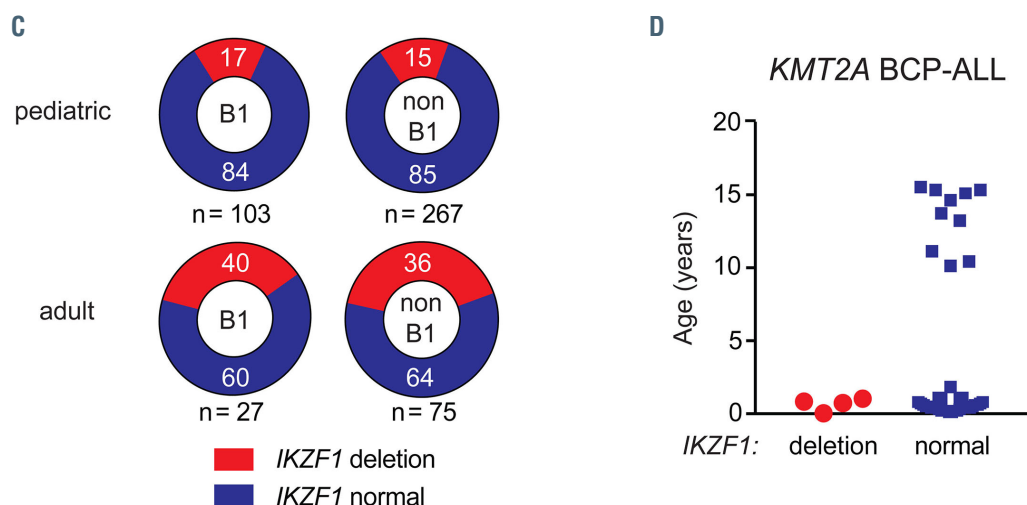 C
pediatric
17
B1
84
n = 103
15
non
B1
85
n = 267
adult
40
B1
60
n = 27
36
non
B1
64
n = 75
IKZF1 deletion
IKZF1 normal
D
KMT2A BCP-ALL
Age (years)
20
15
10
5
0
IKZF1: deletion normal